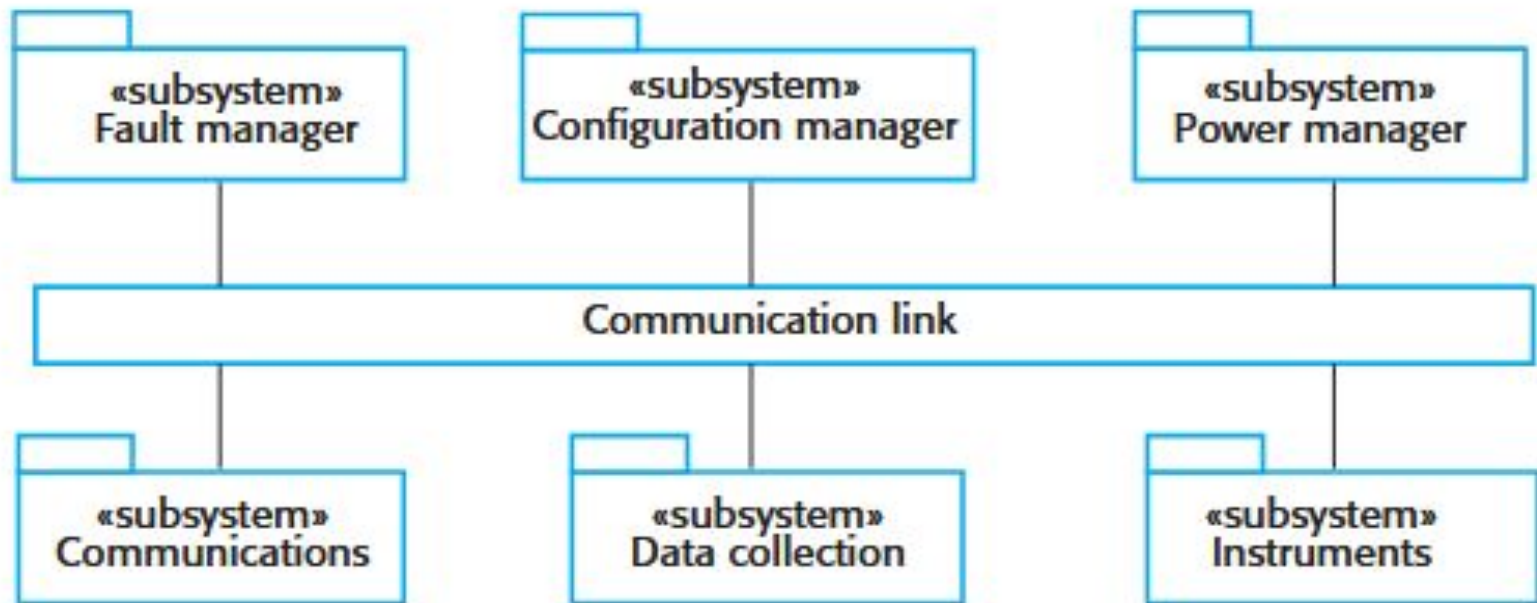 «subsystem»
Fault manager
«subsystem»
Configuration manager
«subsystem»
Power manager
Communication link
«subsystem»
Communications
«subsystem»
Data collection
«subsystem»
Instruments